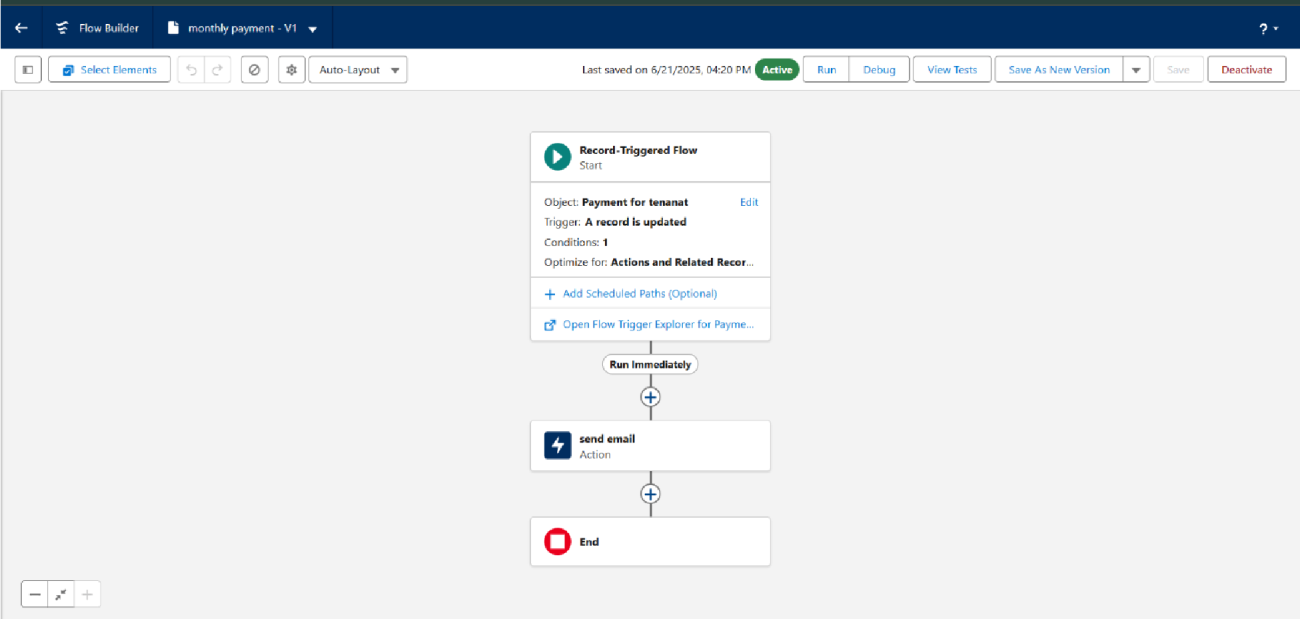 Flow Builder
monthly payment - V1
?
Select Elements
Auto-Layout
Last saved on 6/21/2025, 04:20 PM
Active
Run
Debug
View Tests
Save As New Version
Save
Deactivate
Record-Triggered Flow
Start
Object: Payment for tenanat
Edit
Trigger: A record is updated
Conditions: 1
Optimize for: Actions and Related Recor...
Add Scheduled Paths (Optional)
Open Flow Trigger Explorer for Payme...
Run Immediately
send email
Action
End